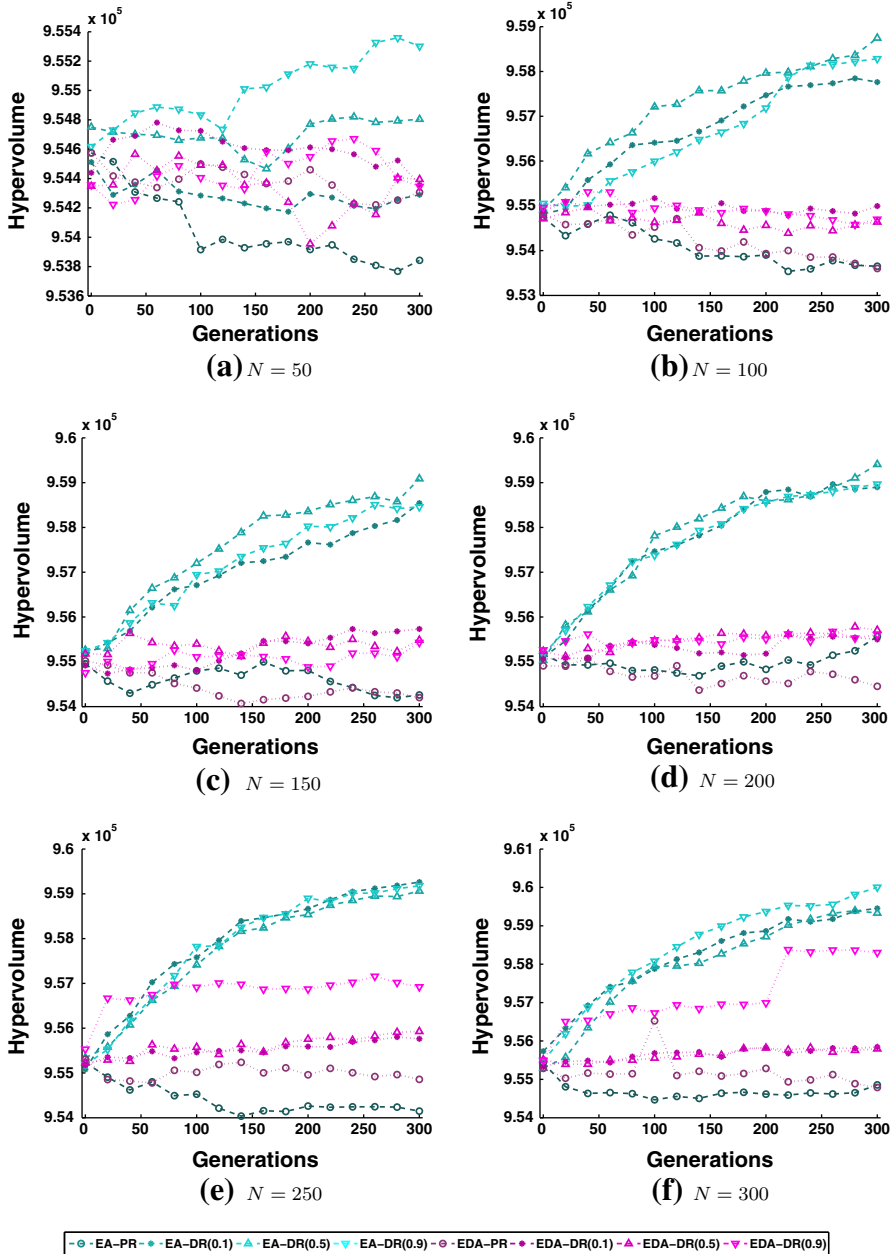 x 10^5
9.554
9.55
9.548
9.546
9.544
9.542
9.54
9.538
9.536
0 50 100 150 200 250 300
Hypervolume
Generations
(a) N = 50
x 10^5
9.59
9.58
9.57
9.56
9.55
9.54
9.53
0 50 100 150 200 250 300
Hypervolume
Generations
(b) N = 100
x 10^5
9.6
9.59
9.58
9.57
9.56
9.55
9.54
0 50 100 150 200 250 300
Hypervolume
Generations
(c) N = 150
x 10^5
9.6
9.59
9.58
9.57
9.56
9.55
9.54
0 50 100 150 200 250 300
Hypervolume
Generations
(d) N = 200
x 10^5
9.6
9.59
9.58
9.57
9.56
9.55
9.54
0 50 100 150 200 250 300
Hypervolume
Generations
(e) N = 250
x 10^5
9.61
9.6
9.59
9.58
9.57
9.56
9.55
9.54
0 50 100 150 200 250 300
Hypervolume
Generations
(f) N = 300
EA-PR EA-DR(0.1) EA-DR(0.5) EA-DR(0.9) EDA-PR EDA-DR(0.1) EDA-DR(0.5) EDA-DR(0.9)